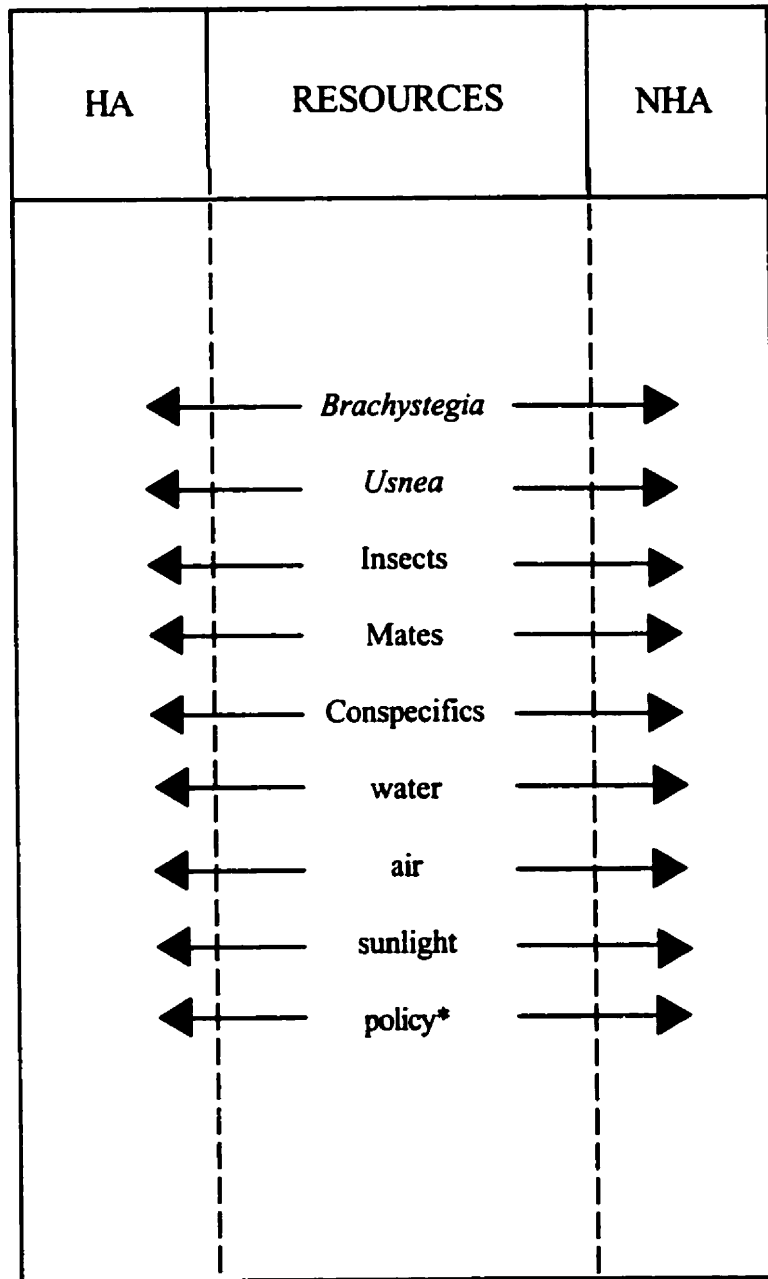 HA RESOURCES NHA
Brachystegia
Usnea
Insects
Mates
Conspecifics
water
air
sunlight
policy*